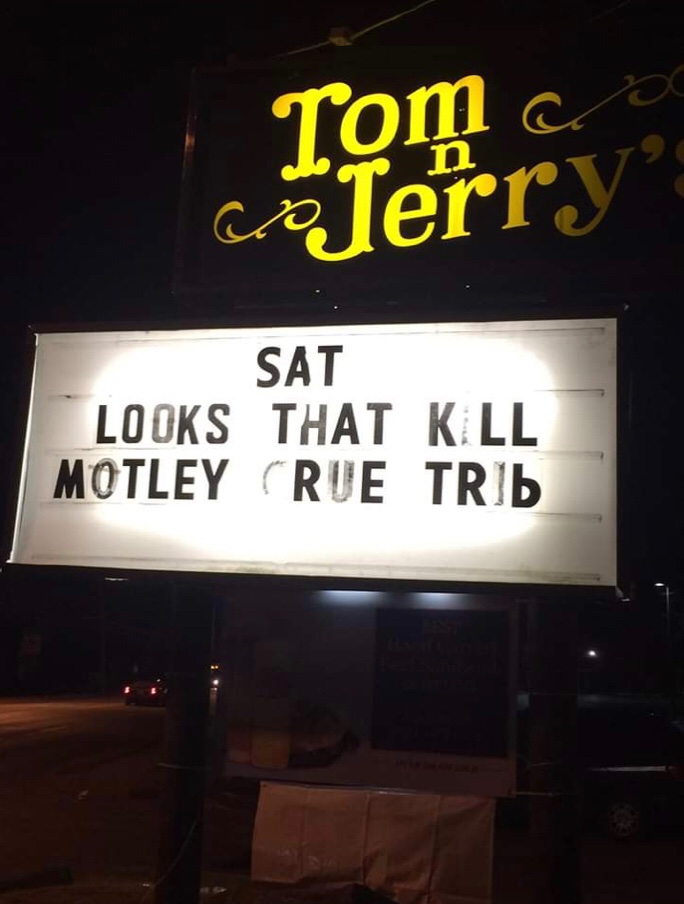 Tom
n
Jerry's
SAT
LOOKS THAT KILL
MOTLEY CRUE TRIb